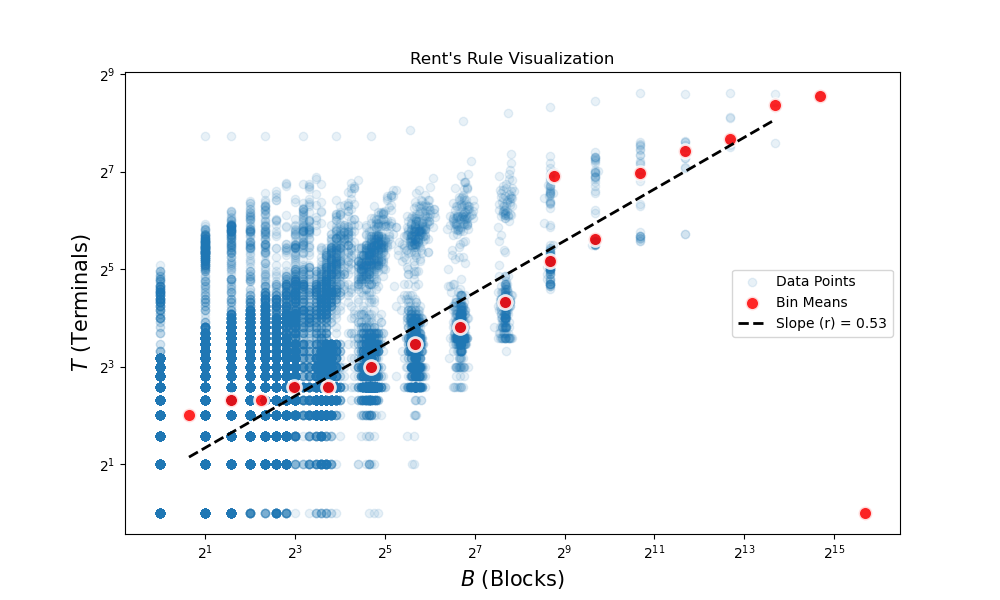 Rent's Rule Visualization
T (Terminals)
2^9
2^7
2^5
2^3
2^1
2^1 2^3 2^5 2^7 2^9 2^11 2^13 2^15
B (Blocks)
Data Points
Bin Means
Slope (r) = 0.53